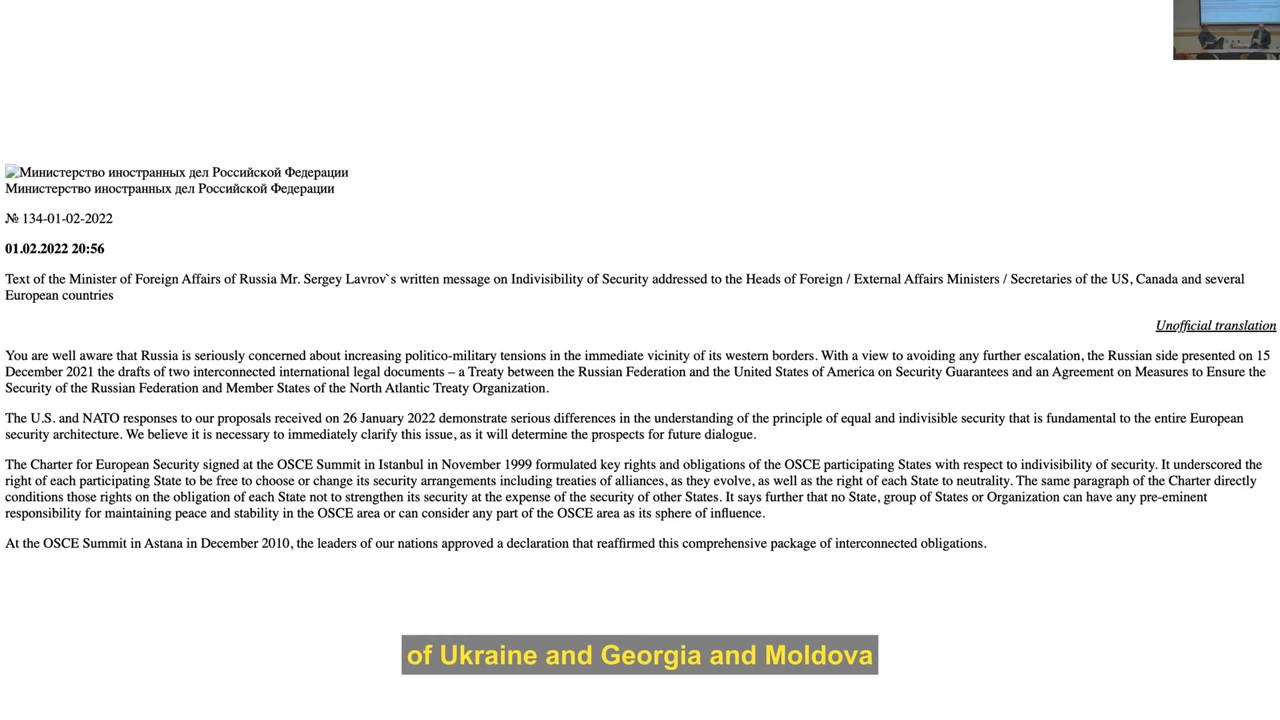 Министерство иностранных дел Российской Федерации
Министерство иностранных дел Российской Федерации
№ 134-01-02-2022
01.02.2022 20:56
Text of the Minister of Foreign Affairs of Russia Mr. Sergey Lavrov`s written message on Indivisibility of Security addressed to the Heads of Foreign / External Affairs Ministers / Secretaries of the US, Canada and several
European countries
Unofficial translation
You are well aware that Russia is seriously concerned about increasing politico-military tensions in the immediate vicinity of its western borders. With a view to avoiding any further escalation, the Russian side presented on 15
December 2021 the drafts of two interconnected international legal documents – a Treaty between the Russian Federation and the United States of America on Security Guarantees and an Agreement on Measures to Ensure the
Security of the Russian Federation and Member States of the North Atlantic Treaty Organization.
The U.S. and NATO responses to our proposals received on 26 January 2022 demonstrate serious differences in the understanding of the principle of equal and indivisible security that is fundamental to the entire European
security architecture. We believe it is necessary to immediately clarify this issue, as it will determine the prospects for future dialogue.
The Charter for European Security signed at the OSCE Summit in Istanbul in November 1999 formulated key rights and obligations of the OSCE participating States with respect to indivisibility of security. It underscored the
right of each participating State to be free to choose or change its security arrangements including treaties of alliances, as they evolve, as well as the right of each State to neutrality. The same paragraph of the Charter directly
conditions those rights on the obligation of each State not to strengthen its security at the expense of the security of other States. It says further that no State, group of States or Organization can have any pre-eminent
responsibility for maintaining peace and stability in the OSCE area or can consider any part of the OSCE area as its sphere of influence.
At the OSCE Summit in Astana in December 2010, the leaders of our nations approved a declaration that reaffirmed this comprehensive package of interconnected obligations.
of Ukraine and Georgia and Moldova